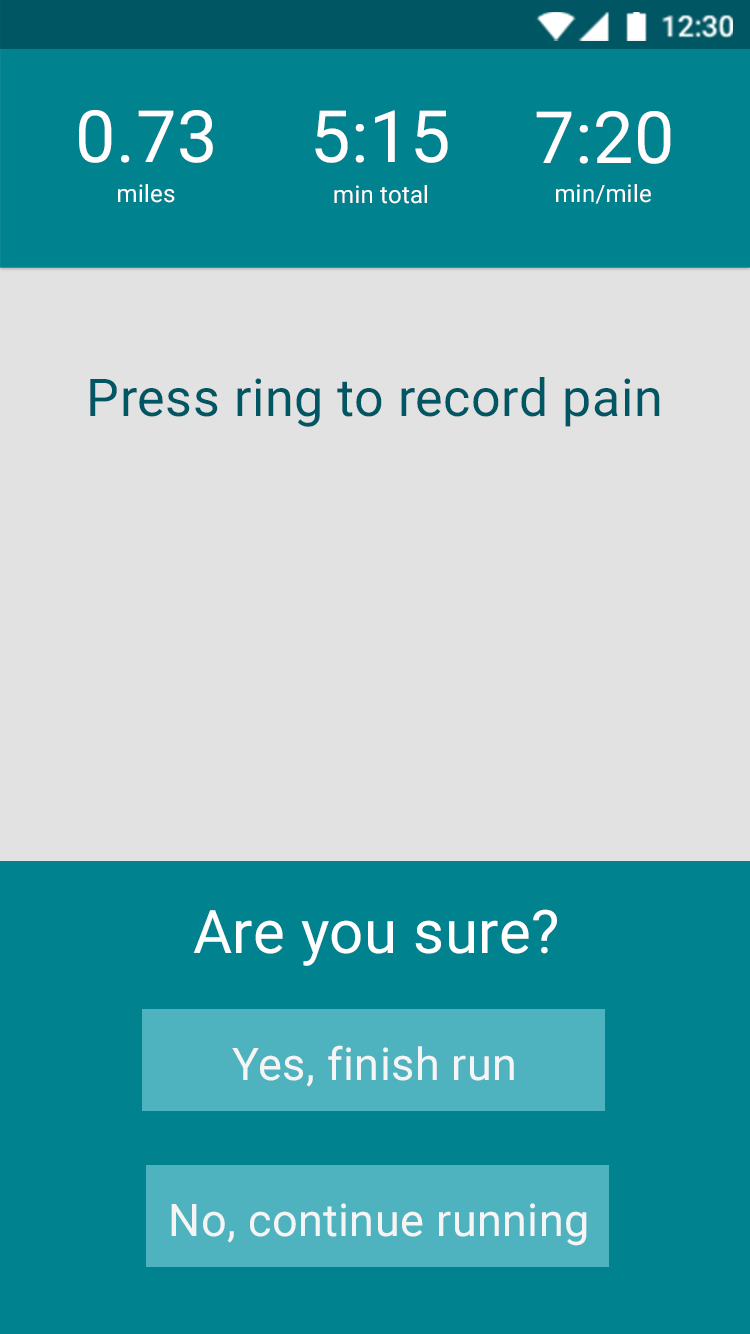 12:30
0.73 5:15 7:20
miles min total min/mile
Press ring to record pain
Are you sure?
Yes, finish run
No, continue running